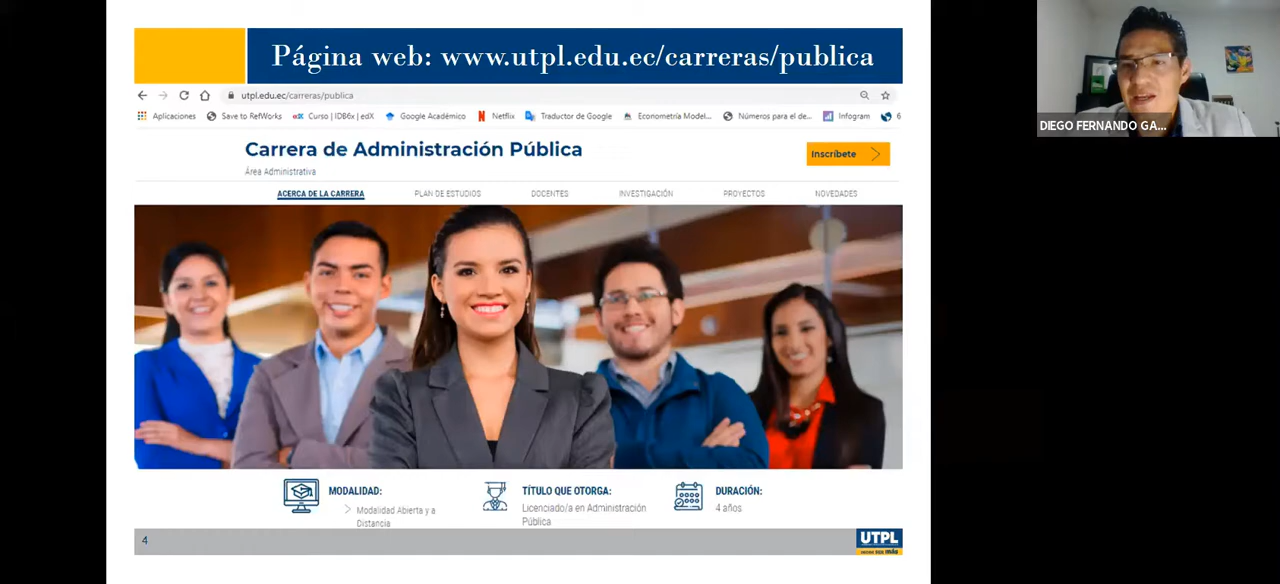 Página web: www.utpl.edu.ec/carreras/publica
utpl.edu.ec/carreras/publica
Aplicaciones Save to RefWorks Curso | IDB6x | edX Google Académico Netflix Traductor de Google Econometría Model... Números para el de... Infogram 6
Carrera de Administración Pública
Inscríbete
Área Administrativa
ACERCA DE LA CARRERA PLAN DE ESTUDIOS DOCENTES INVESTIGACIÓN PROYECTOS NOVEDADES
MODALIDAD:
Modalidad Abierta y a
Distancia
TÍTULO QUE OTORGA:
Licenciado/a en Administración
Pública
DURACIÓN:
4 años
4
UTPL
DIEGO FERNANDO GA...